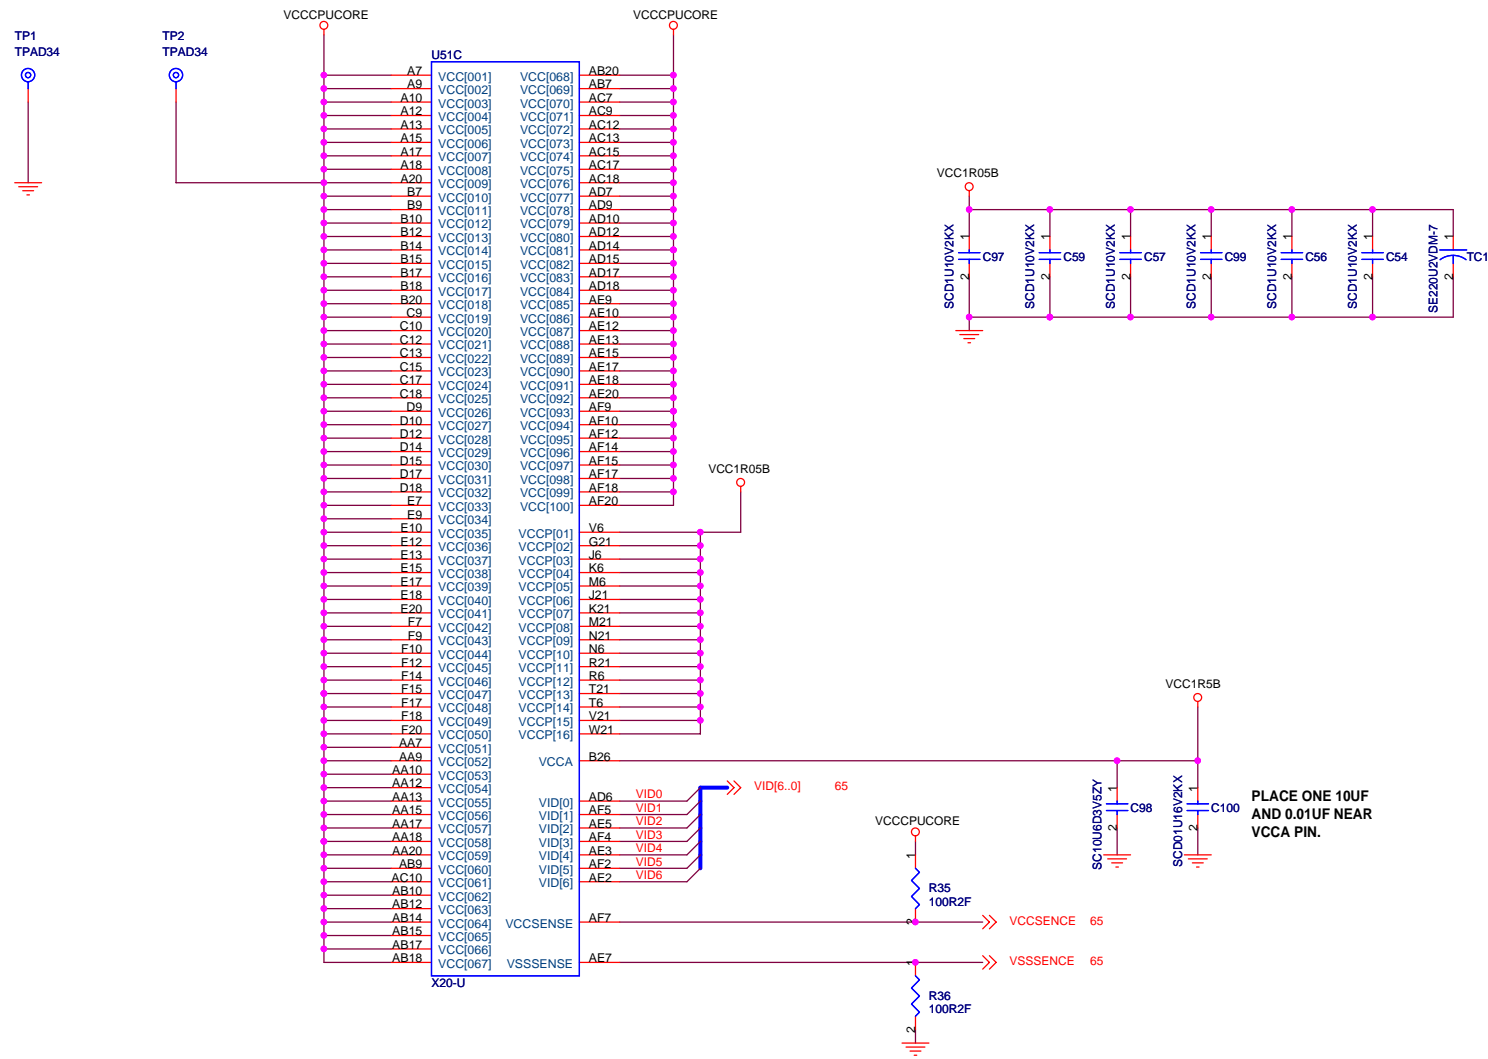 VCCCPUCORE
VCCCPUCORE
TP1
TPAD34
TP2
TPAD34
U51C
A7 VCC[001] VCC[068] AB20
A9 VCC[002] VCC[069] AB7
A10 VCC[003] VCC[070] AC7
A12 VCC[004] VCC[071] AC9
A13 VCC[005] VCC[072] AC12
A15 VCC[006] VCC[073] AC13
A17 VCC[007] VCC[074] AC15
A18 VCC[008] VCC[075] AC17
A20 VCC[009] VCC[076] AC18
B7 VCC[010] VCC[077] AD7
B9 VCC[011] VCC[078] AD9
B10 VCC[012] VCC[079] AD10
B12 VCC[013] VCC[080] AD12
B14 VCC[014] VCC[081] AD14
B15 VCC[015] VCC[082] AD15
B17 VCC[016] VCC[083] AD17
B18 VCC[017] VCC[084] AD18
B20 VCC[018] VCC[085] AE9
C9 VCC[019] VCC[086] AE10
C10 VCC[020] VCC[087] AE12
C12 VCC[021] VCC[088] AE13
C13 VCC[022] VCC[089] AE15
C15 VCC[023] VCC[090] AE17
C17 VCC[024] VCC[091] AE18
C18 VCC[025] VCC[092] AE20
D9 VCC[026] VCC[093] AF9
D10 VCC[027] VCC[094] AF10
D12 VCC[028] VCC[095] AF12
D14 VCC[029] VCC[096] AF14
D15 VCC[030] VCC[097] AF15
D17 VCC[031] VCC[098] AF17
D18 VCC[032] VCC[099] AF18
E7 VCC[033] VCC[100] AF20
E9 VCC[034]
E10 VCC[035] VCCP[01] V6
E12 VCC[036] VCCP[02] G21
E13 VCC[037] VCCP[03] J6
E15 VCC[038] VCCP[04] K6
E17 VCC[039] VCCP[05] M6
E18 VCC[040] VCCP[06] J21
E20 VCC[041] VCCP[07] K21
F7 VCC[042] VCCP[08] M21
F9 VCC[043] VCCP[09] N21
F10 VCC[044] VCCP[10] N6
F12 VCC[045] VCCP[11] R21
F14 VCC[046] VCCP[12] R6
F15 VCC[047] VCCP[13] T21
F17 VCC[048] VCCP[14] T6
F18 VCC[049] VCCP[15] V21
F20 VCC[050] VCCP[16] W21
AA7 VCC[051]
AA9 VCC[052] VCCA B26
AA10 VCC[053]
AA12 VCC[054]
AA13 VCC[055] VID[0] AD6 VID0
AA15 VCC[056] VID[1] AF5 VID1
AA17 VCC[057] VID[2] AE5 VID2
AA18 VCC[058] VID[3] AF4 VID3
AA20 VCC[059] VID[4] AE3 VID4
AB9 VCC[060] VID[5] AF2 VID5
AC10 VCC[061] VID[6] AE2 VID6
AB10 VCC[062]
AB12 VCC[063]
AB14 VCC[064] VCCSENSE AF7
AB15 VCC[065]
AB17 VCC[066]
AB18 VCC[067] VSSSENSE AE7
X20-U
VCC1R05B
VID[6..0] 65
VCC1R05B
1 2 SCD1U10V2KX C97
1 2 SCD1U10V2KX C59
1 2 SCD1U10V2KX C57
1 2 SCD1U10V2KX C99
1 2 SCD1U10V2KX C56
1 2 SCD1U10V2KX C54
1 2 SE220U2VDM-7 TC1
VCC1R5B
1 2 SC10U6D3V5ZY C98
1 2 SCD01U16V2KX C100
PLACE ONE 10UF
AND 0.01UF NEAR
VCCA PIN.
VCCCPUCORE
1
R35
100R2F
2
VCCSENCE 65
VSSSENCE 65
1
R36
100R2F
2